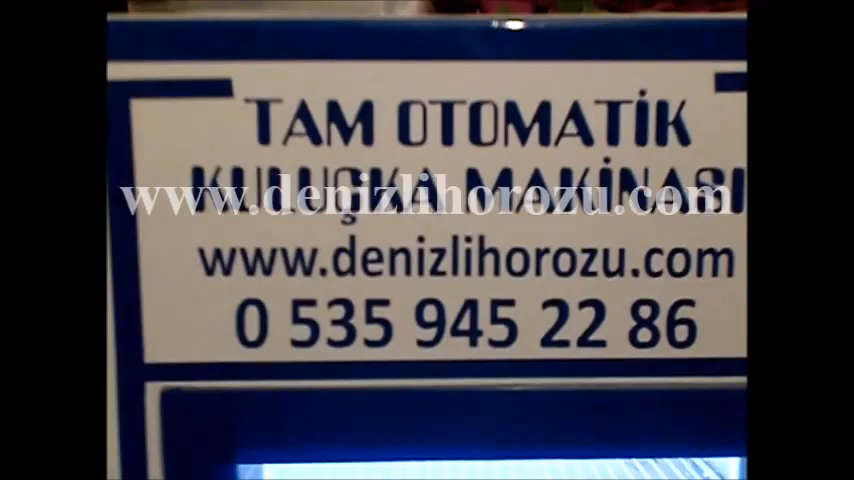 TAM OTOMATİK
KULUÇKA MAKİNASI
www.denizlihorozu.com
www.denizlihorozu.com
0 535 945 22 86